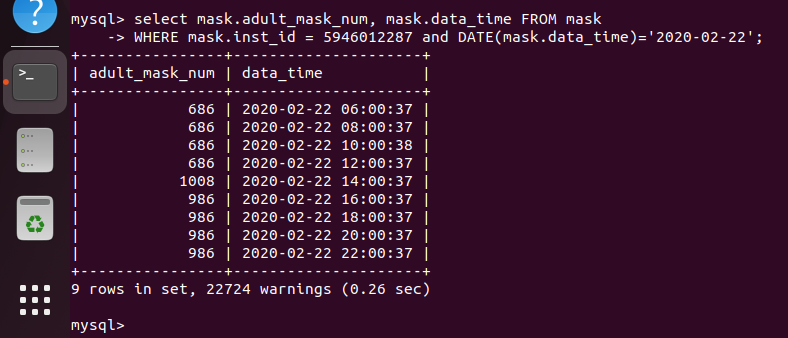 mysql> select mask.adult_mask_num, mask.data_time FROM mask
    -> WHERE mask.inst_id = 5946012287 and DATE(mask.data_time)='2020-02-22';
+----------------+---------------------+
| adult_mask_num | data_time           |
+----------------+---------------------+
|            686 | 2020-02-22 06:00:37 |
|            686 | 2020-02-22 08:00:37 |
|            686 | 2020-02-22 10:00:38 |
|            686 | 2020-02-22 12:00:37 |
|           1008 | 2020-02-22 14:00:37 |
|            986 | 2020-02-22 16:00:37 |
|            986 | 2020-02-22 18:00:37 |
|            986 | 2020-02-22 20:00:37 |
|            986 | 2020-02-22 22:00:37 |
+----------------+---------------------+
9 rows in set, 22724 warnings (0.26 sec)
mysql>